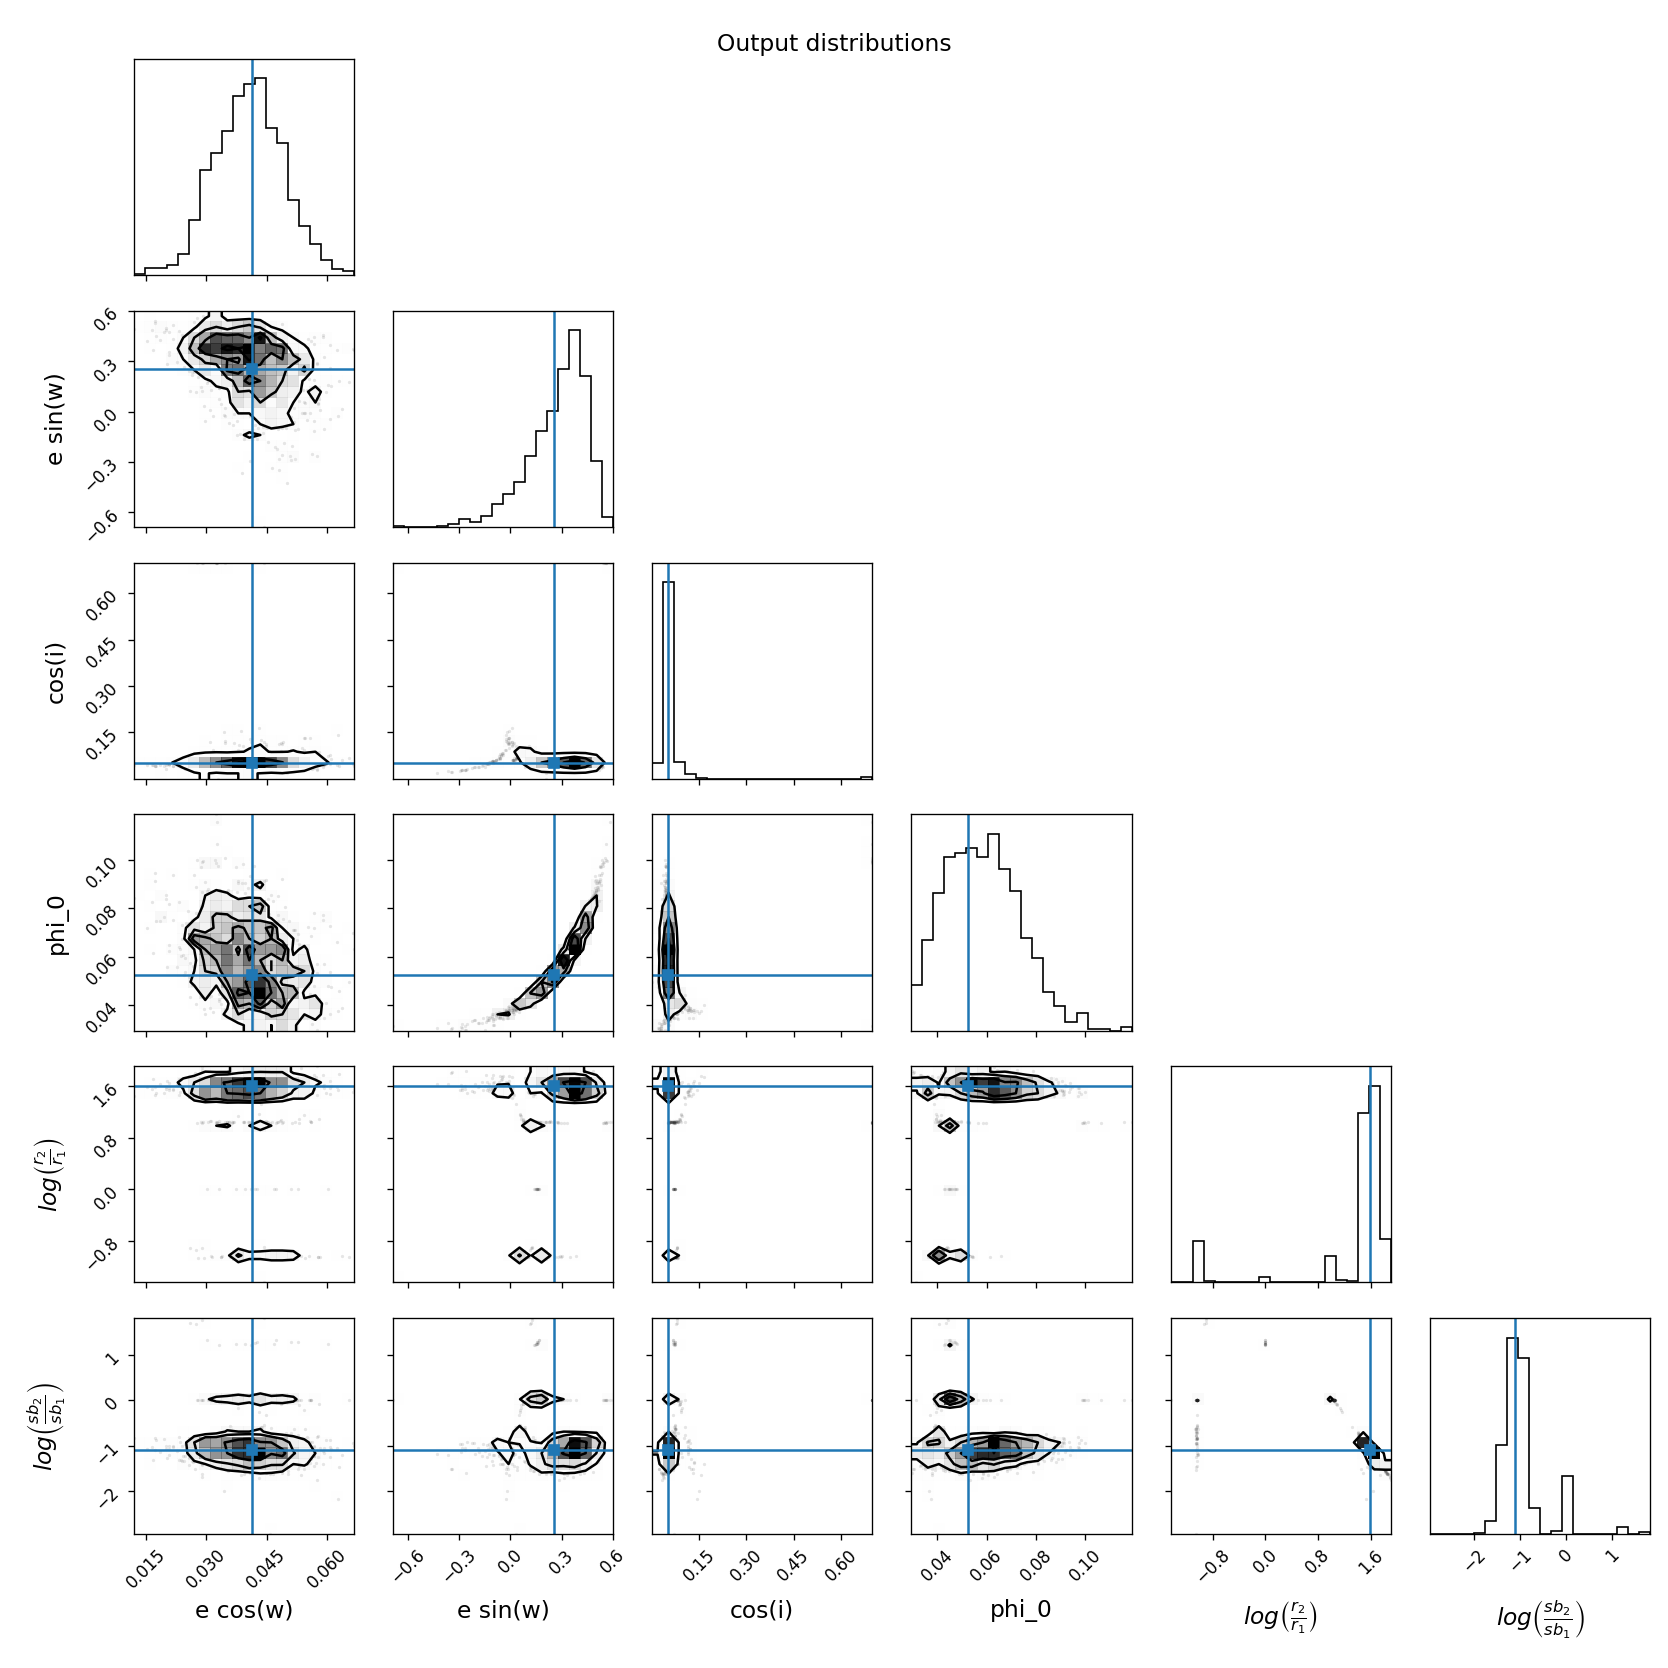 Output distributions
e sin(w)
0.6
0.3
0.0
−0.3
−0.6
cos(i)
0.60
0.45
0.30
0.15
phi_0
0.10
0.08
0.06
0.04
log(r₂/r₁)
1.6
0.8
0.0
−0.8
log(sb₂/sb₁)
1
0
−1
−2
0.015 0.030 0.045 0.060 −0.6 −0.3 0.0 0.3 0.6 0.15 0.30 0.45 0.60 0.04 0.06 0.08 0.10 −0.8 0.0 0.8 1.6 −2 −1 0 1
e cos(w) e sin(w) cos(i) phi_0 log(r₂/r₁) log(sb₂/sb₁)